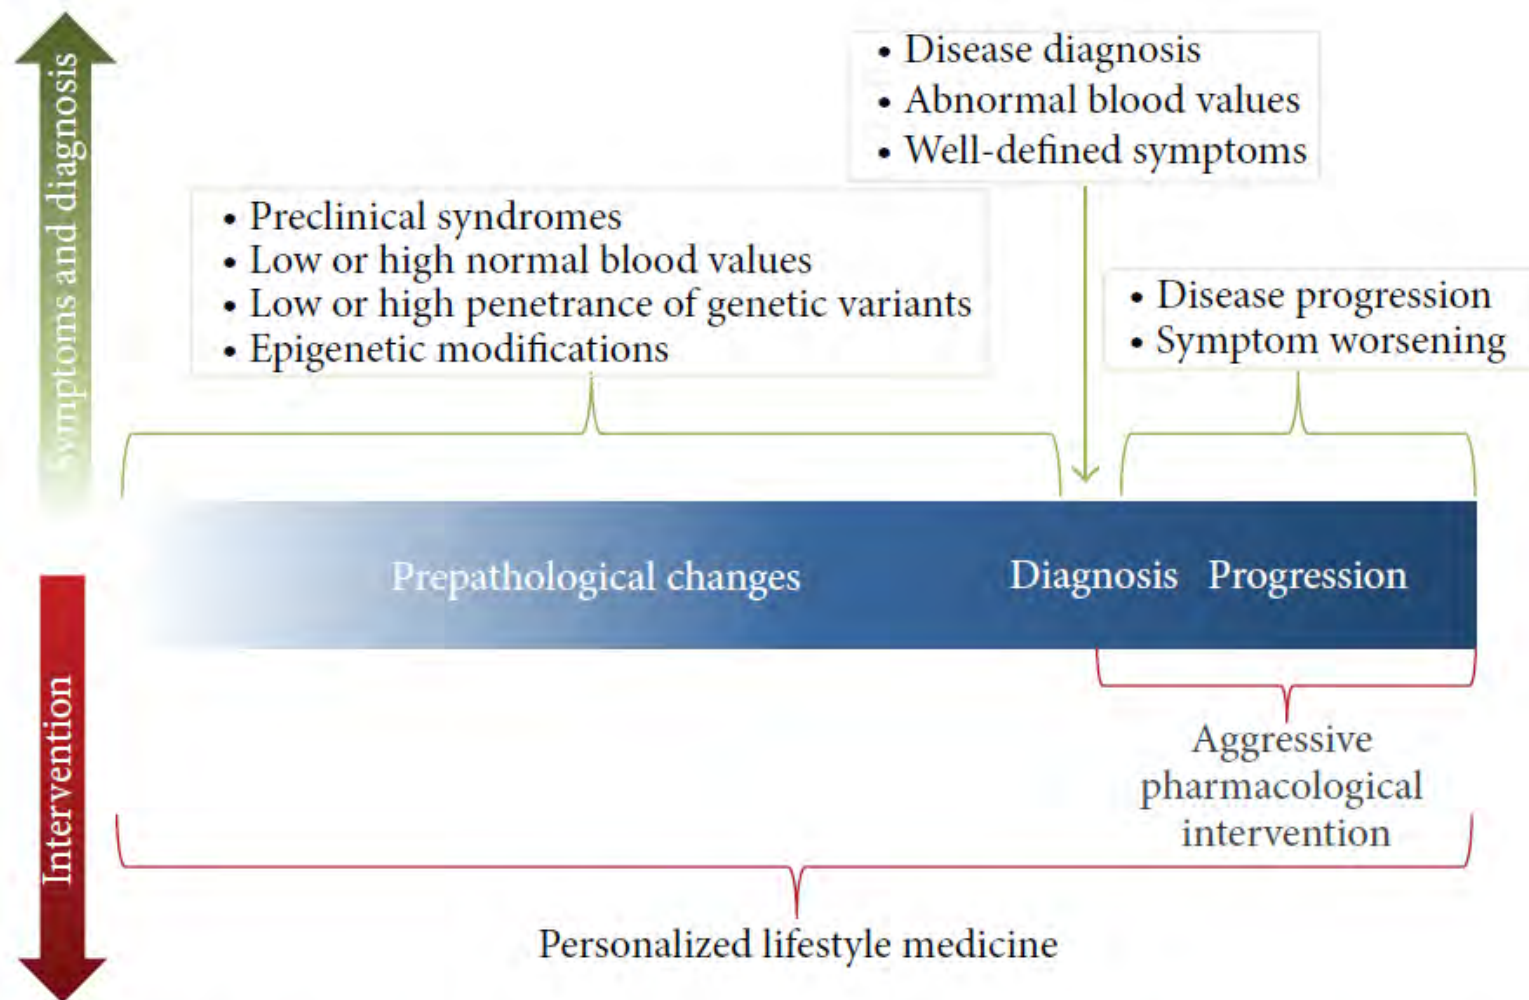 Symptoms and diagnosis
• Disease diagnosis
• Abnormal blood values
• Well-defined symptoms
• Preclinical syndromes
• Low or high normal blood values
• Low or high penetrance of genetic variants
• Epigenetic modifications
• Disease progression
• Symptom worsening
Prepathological changes
Diagnosis
Progression
Intervention
Aggressive
pharmacological
intervention
Personalized lifestyle medicine